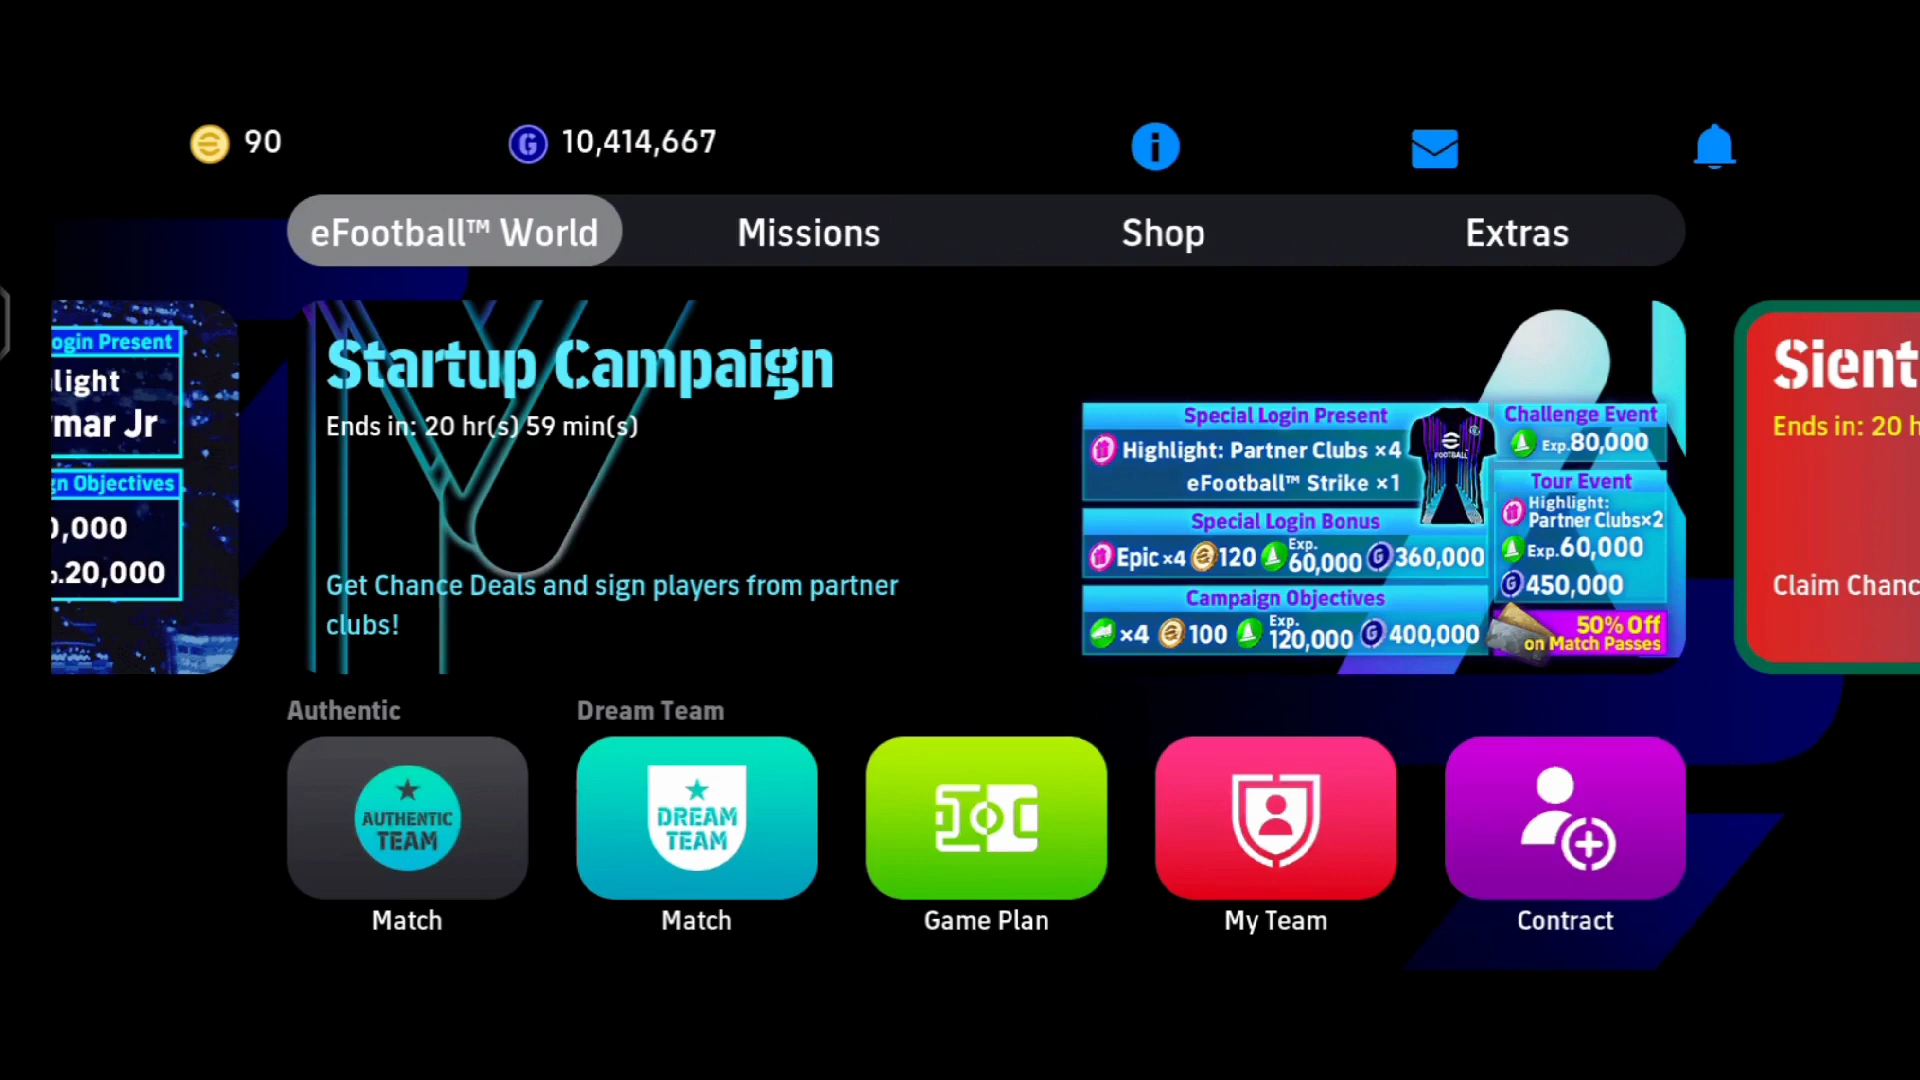 90
10,414,667
eFootball™ World
Missions
Shop
Extras
ogin Present
light
mar Jr
n Objectives
0,000
p.20,000
Startup Campaign
Ends in: 20 hr(s) 59 min(s)
Get Chance Deals and sign players from partner
clubs!
Special Login Present
Highlight: Partner Clubs ×4
eFootball™ Strike ×1
Special Login Bonus
Epic ×4 120 Exp. 60,000 360,000
Campaign Objectives
×4 100 Exp. 120,000 400,000
Challenge Event
Exp.80,000
Tour Event
Highlight:
Partner Clubs×2
Exp.60,000
450,000
50% Off
on Match Passes
Sient
Ends in: 20 h
Claim Chanc
Authentic
Dream Team
AUTHENTIC
TEAM
DREAM
TEAM
Match
Match
Game Plan
My Team
Contract